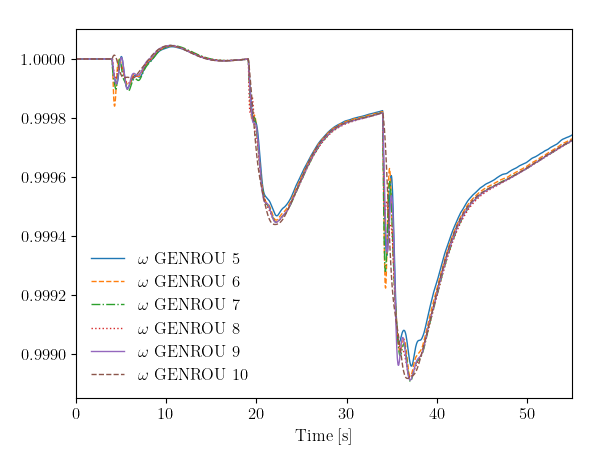 1.0000
0.9998
0.9996
0.9994
0.9992
0.9990
ω GENROU 5
ω GENROU 6
ω GENROU 7
ω GENROU 8
ω GENROU 9
ω GENROU 10
0 10 20 30 40 50
Time [s]